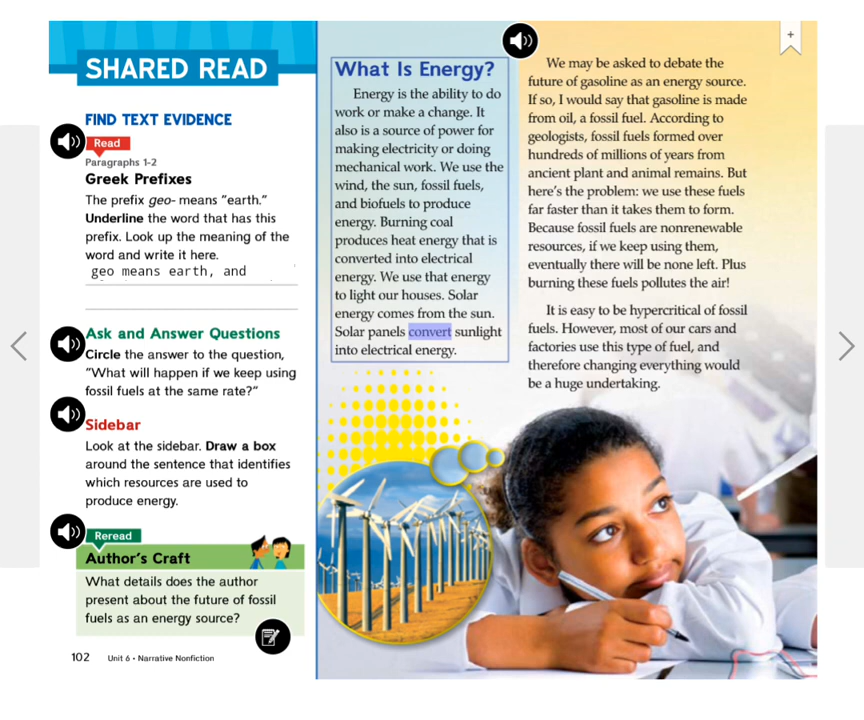 SHARED READ
FIND TEXT EVIDENCE
Read
Paragraphs 1-2
Greek Prefixes
The prefix geo- means "earth."
Underline the word that has this
prefix. Look up the meaning of the
word and write it here.
geo means earth, and
Ask and Answer Questions
Circle the answer to the question,
"What will happen if we keep using
fossil fuels at the same rate?"
Sidebar
Look at the sidebar. Draw a box
around the sentence that identifies
which resources are used to
produce energy.
Reread
Author's Craft
What details does the author
present about the future of fossil
fuels as an energy source?
102 Unit 6 • Narrative Nonfiction
What Is Energy?
Energy is the ability to do
work or make a change. It
also is a source of power for
making electricity or doing
mechanical work. We use the
wind, the sun, fossil fuels,
and biofuels to produce
energy. Burning coal
produces heat energy that is
converted into electrical
energy. We use that energy
to light our houses. Solar
energy comes from the sun.
Solar panels convert sunlight
into electrical energy.
We may be asked to debate the
future of gasoline as an energy source.
If so, I would say that gasoline is made
from oil, a fossil fuel. According to
geologists, fossil fuels formed over
hundreds of millions of years from
ancient plant and animal remains. But
here's the problem: we use these fuels
far faster than it takes them to form.
Because fossil fuels are nonrenewable
resources, if we keep using them,
eventually there will be none left. Plus
burning these fuels pollutes the air!
It is easy to be hypercritical of fossil
fuels. However, most of our cars and
factories use this type of fuel, and
therefore changing everything would
be a huge undertaking.